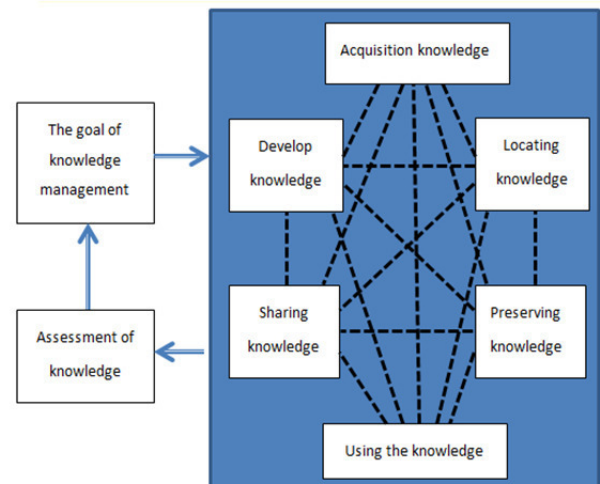 Acquisition knowledge
The goal of
knowledge
management
Develop
knowledge
Locating
knowledge
Sharing
knowledge
Preserving
knowledge
Assessment of
knowledge
Using the knowledge